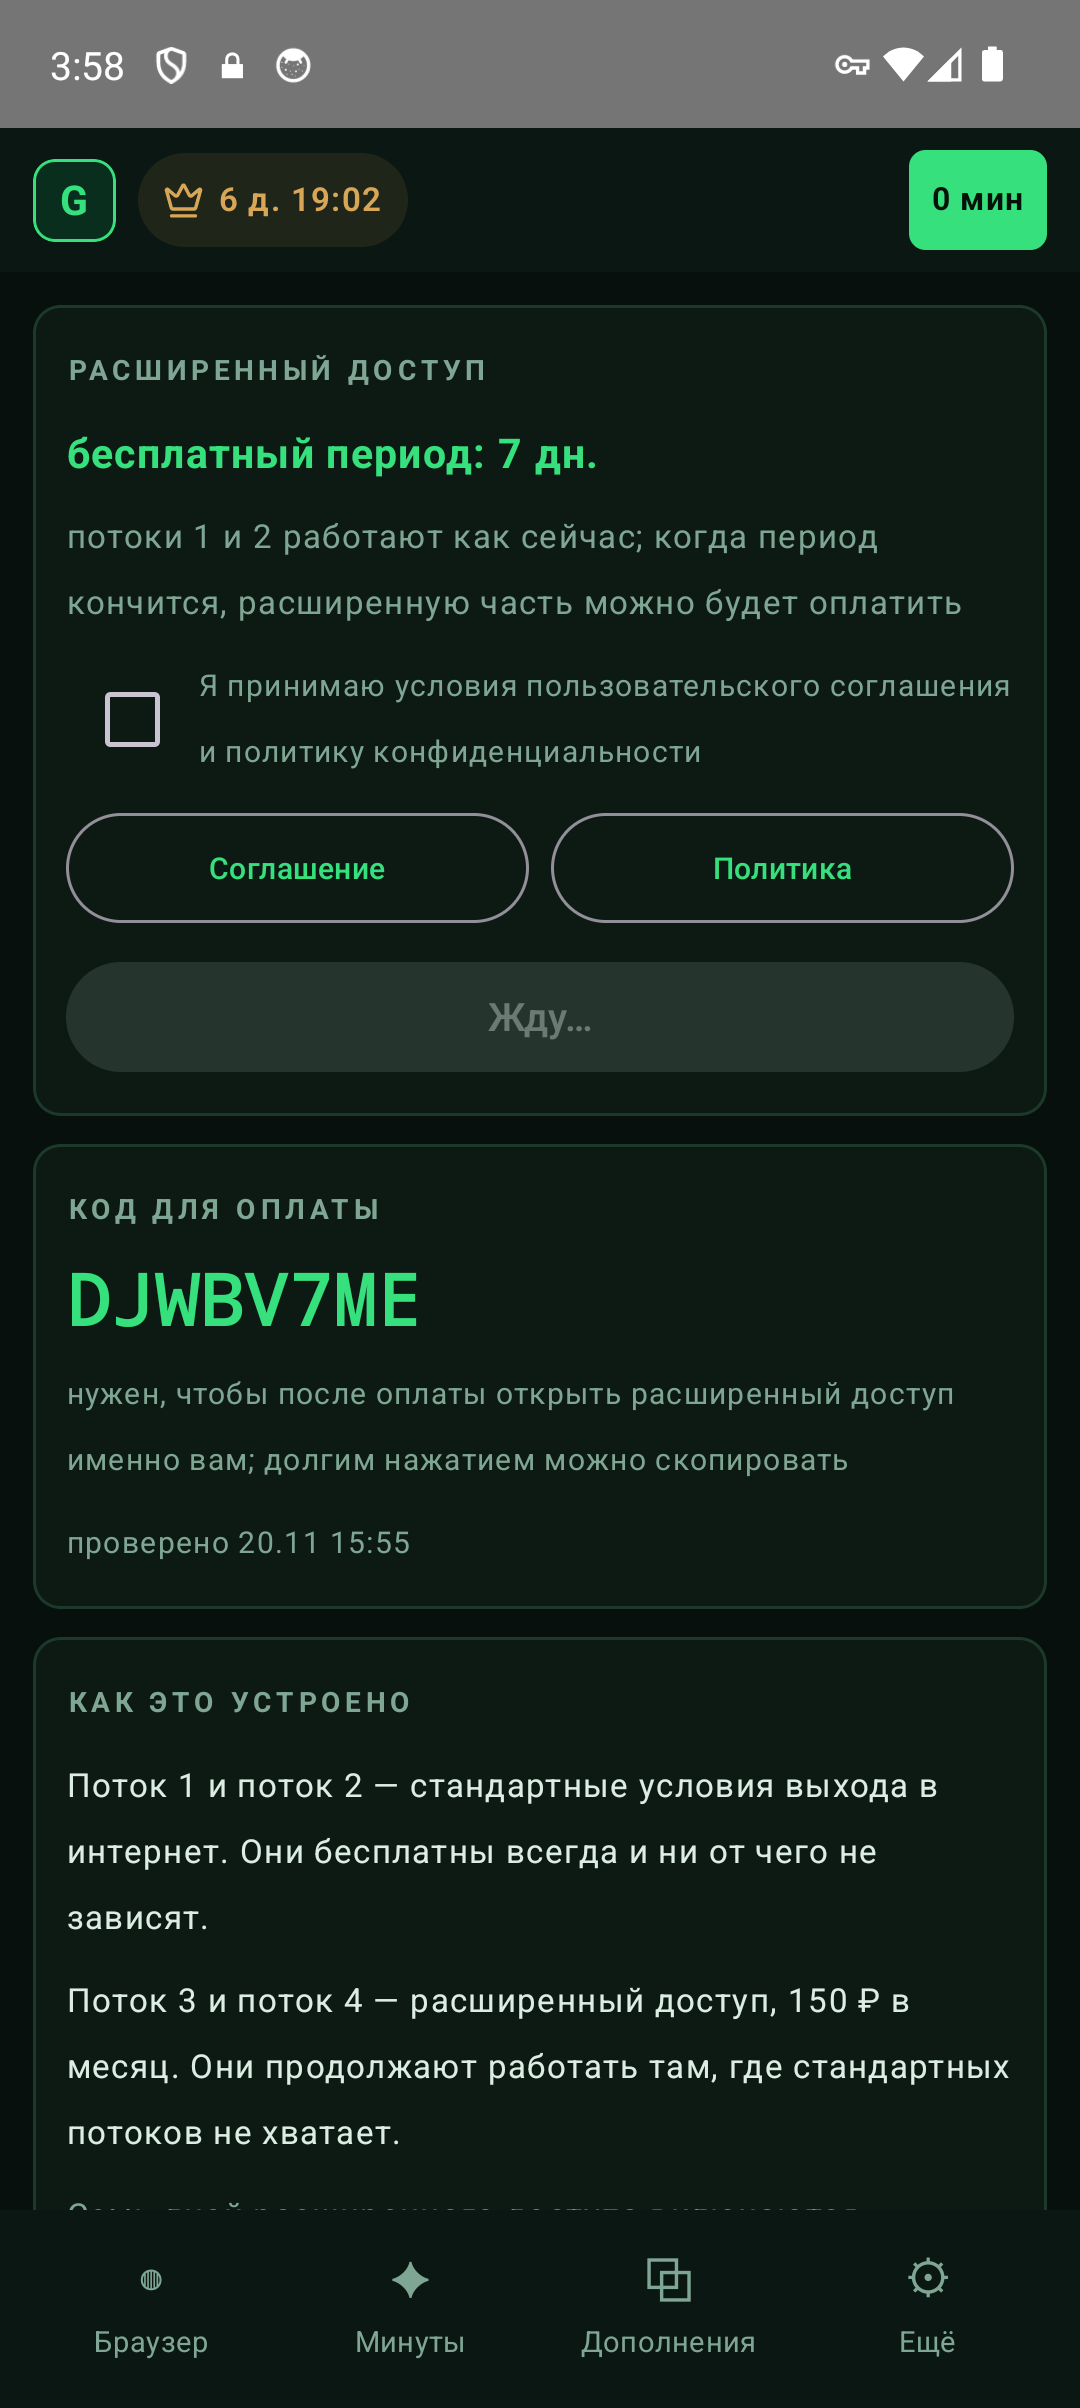 3:58
G
6 д. 19:02
0 мин
РАСШИРЕННЫЙ ДОСТУП
бесплатный период: 7 дн.
потоки 1 и 2 работают как сейчас; когда период
кончится, расширенную часть можно будет оплатить
Я принимаю условия пользовательского соглашения
и политику конфиденциальности
Соглашение
Политика
Жду...
КОД ДЛЯ ОПЛАТЫ
DJWBV7ME
нужен, чтобы после оплаты открыть расширенный доступ
именно вам; долгим нажатием можно скопировать
проверено 20.11 15:55
КАК ЭТО УСТРОЕНО
Поток 1 и поток 2 — стандартные условия выхода в
интернет. Они бесплатны всегда и ни от чего не
зависят.
Поток 3 и поток 4 — расширенный доступ, 150 ₽ в
месяц. Они продолжают работать там, где стандартных
потоков не хватает.
Браузер
Минуты
Дополнения
Ещё